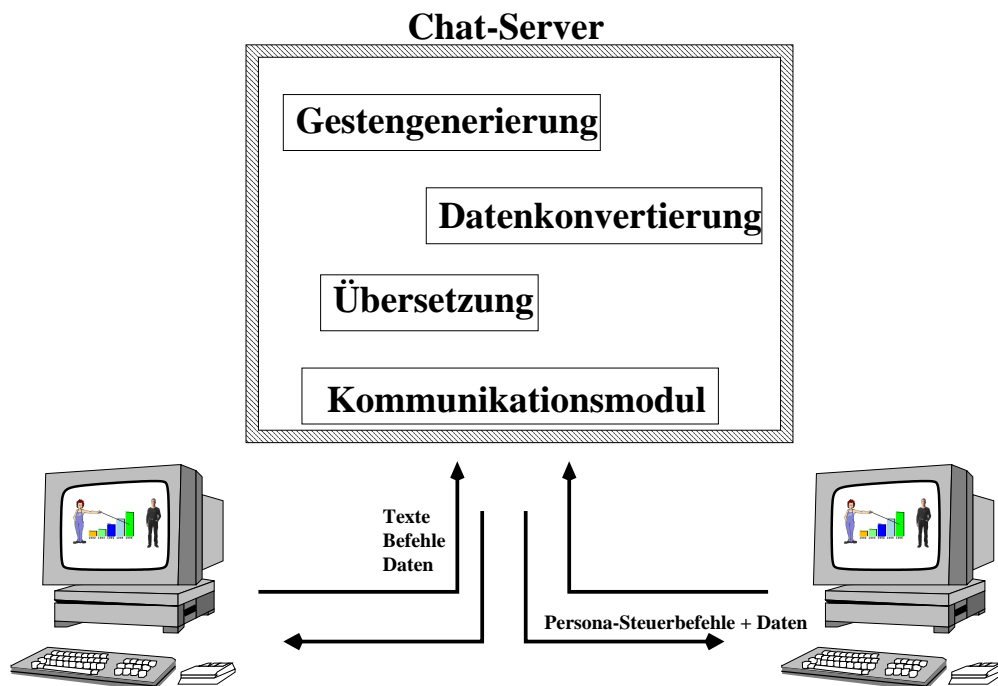 Chat-Server
Gestengenerierung
Datenkonvertierung
Übersetzung
Kommunikationsmodul
Texte
Befehle
Daten
Persona-Steuerbefehle + Daten